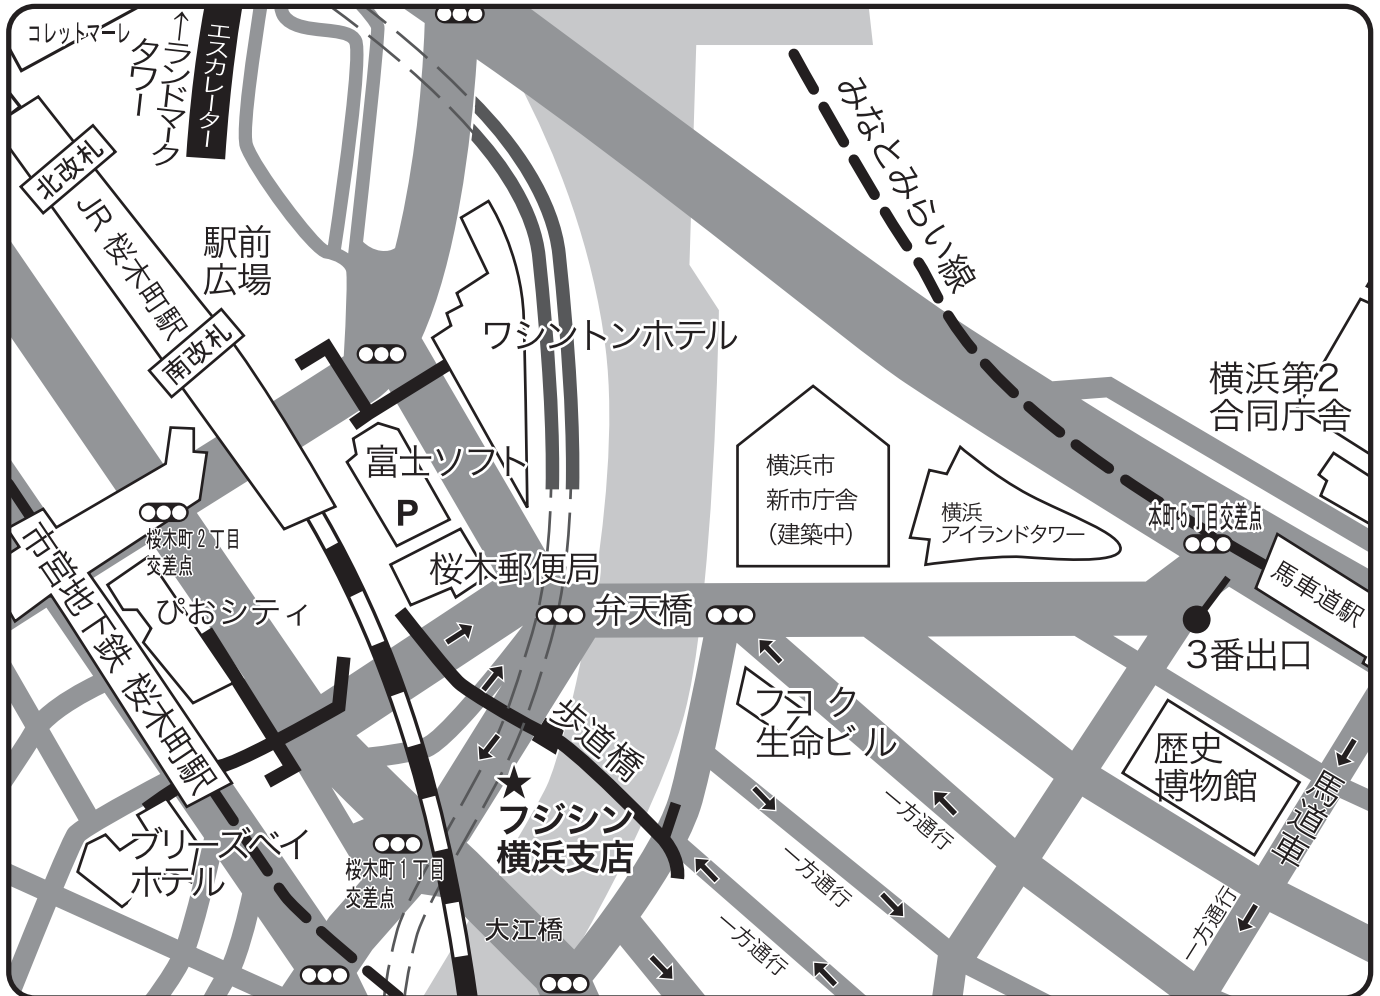 コレットマーレ
↑ランドマーク
タワー
エスカレーター
北改札
JR 桜木町駅
南改札
駅前
広場
みなとみらい線
ワシントンホテル
横浜第2
合同庁舎
富士ソフト
P
横浜市
新市庁舎
(建築中)
横浜
アイランドタワー
本町5丁目交差点
馬車道駅
3番出口
桜木町2丁目
交差点
市営地下鉄 桜木町駅
ぴおシティ
桜木郵便局
弁天橋
歩道橋
フコク
生命ビル
歴史
博物館
馬道車
一方通行
一方通行
一方通行
一方通行
★
フジシン
横浜支店
ブリーズベイ
ホテル
桜木町1丁目
交差点
大江橋